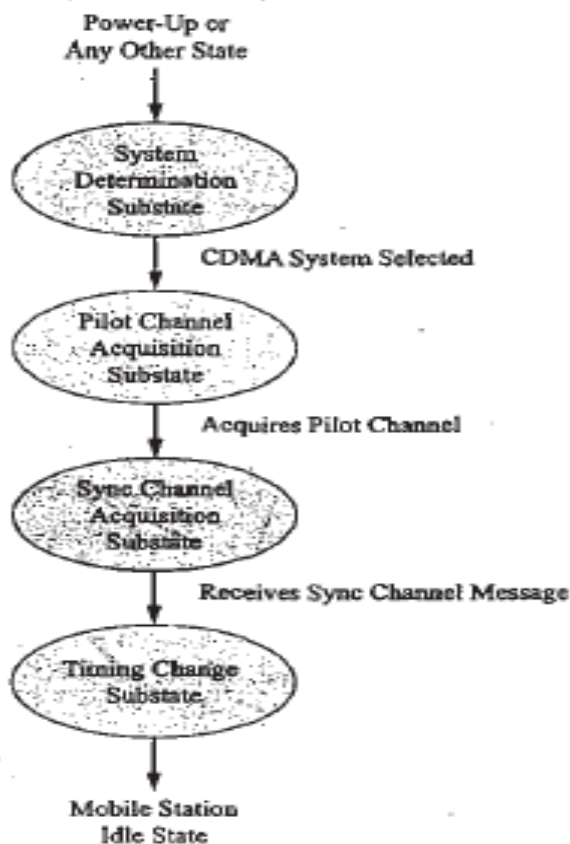 Power-Up or
Any Other State
System
Determination
Substate
CDMA System Selected
Pilot Channel
Acquisition
Substate
Acquires Pilot Channel
Sync Channel
Acquisition
Substate
Receives Sync Channel Message
Timing Change
Substate
Mobile Station
Idle State